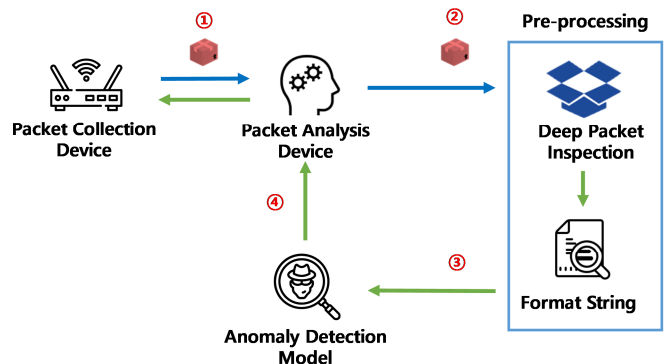 ①
②
Pre-processing
Packet Collection
Device
Packet Analysis
Device
Deep Packet
Inspection
④
③
Format String
Anomaly Detection
Model